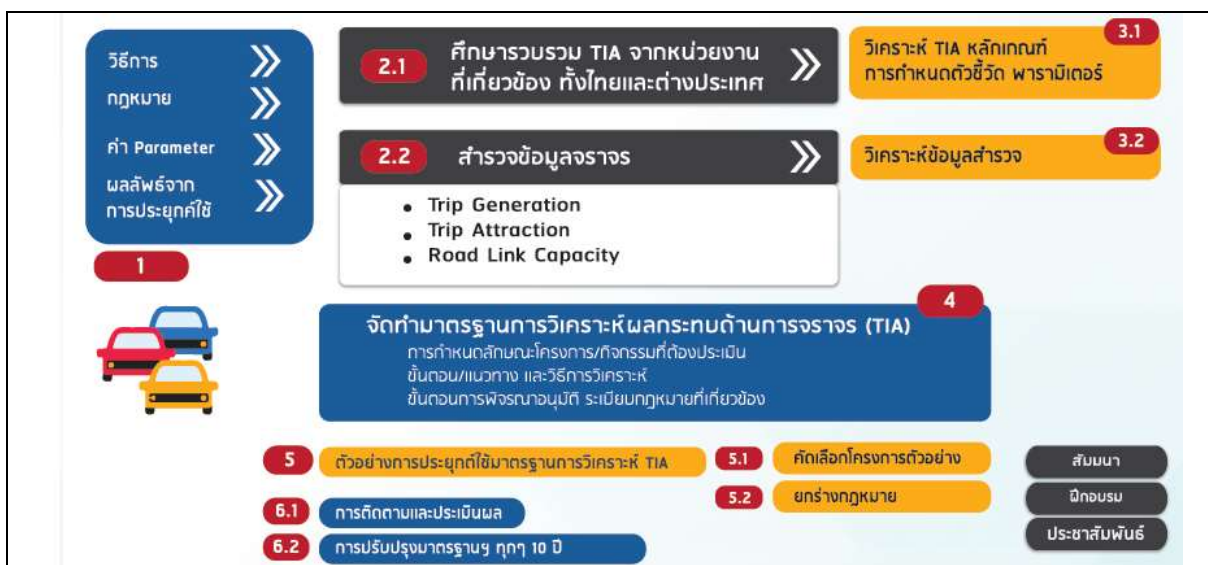 วิธีการ
กฎหมาย
ค่า Parameter
ผลลัพธ์จาก
การประยุกค์ใช้
1
2.1
ศึกษารวบรวม TIA จากหน่วยงาน
ที่เกี่ยวข้อง ทั้งไทยและต่างประเทศ
3.1
วิเคราะห์ TIA หลักเกณฑ์
การกำหนดตัวชี้วัด พารามิเตอร์
2.2
สำรวจข้อมูลจราจร
3.2
วิเคราะห์ข้อมูลสำรวจ
• Trip Generation
• Trip Attraction
• Road Link Capacity
4
จัดทำมาตรฐานการวิเคราะห์ผลกระทบด้านการจราจร (TIA)
การกำหนดลักษณะโครงการ/กิจกรรมที่ต้องประเมิน
ขั้นตอน/แนวทาง และวิธีการวิเคราะห์
ขั้นตอนการพิจรณาอนุมัติ ระเบียบกฎหมายที่เกี่ยวข้อง
5
ตัวอย่างการประยุกต์ใช้มาตรฐานการวิเคราะห์ TIA
5.1
คัดเลือกโครงการตัวอย่าง
5.2
ยกร่างกฎหมาย
6.1
การติดตามและประเมินผล
6.2
การปรับปรุงมาตรฐานฯ ทุกๆ 10 ปี
สัมมนา
ฝึกอบรม
ประชาสัมพันธ์